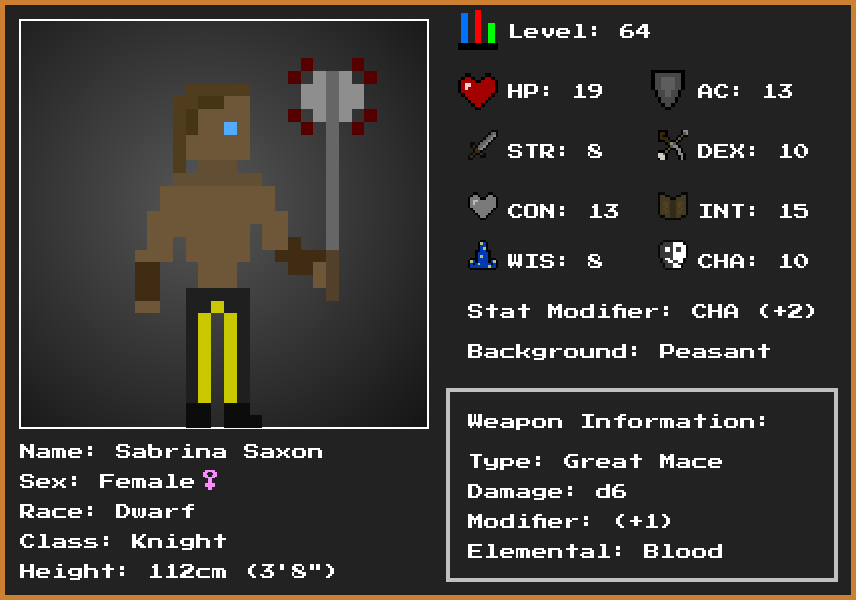 Level: 64
HP: 19
AC: 13
STR: 8
DEX: 10
CON: 13
INT: 15
WIS: 8
CHA: 10
Stat Modifier: CHA (+2)
Background: Peasant
Weapon Information:
Type: Great Mace
Damage: d6
Modifier: (+1)
Elemental: Blood
Name: Sabrina Saxon
Sex: Female♀
Race: Dwarf
Class: Knight
Height: 112cm (3'8")